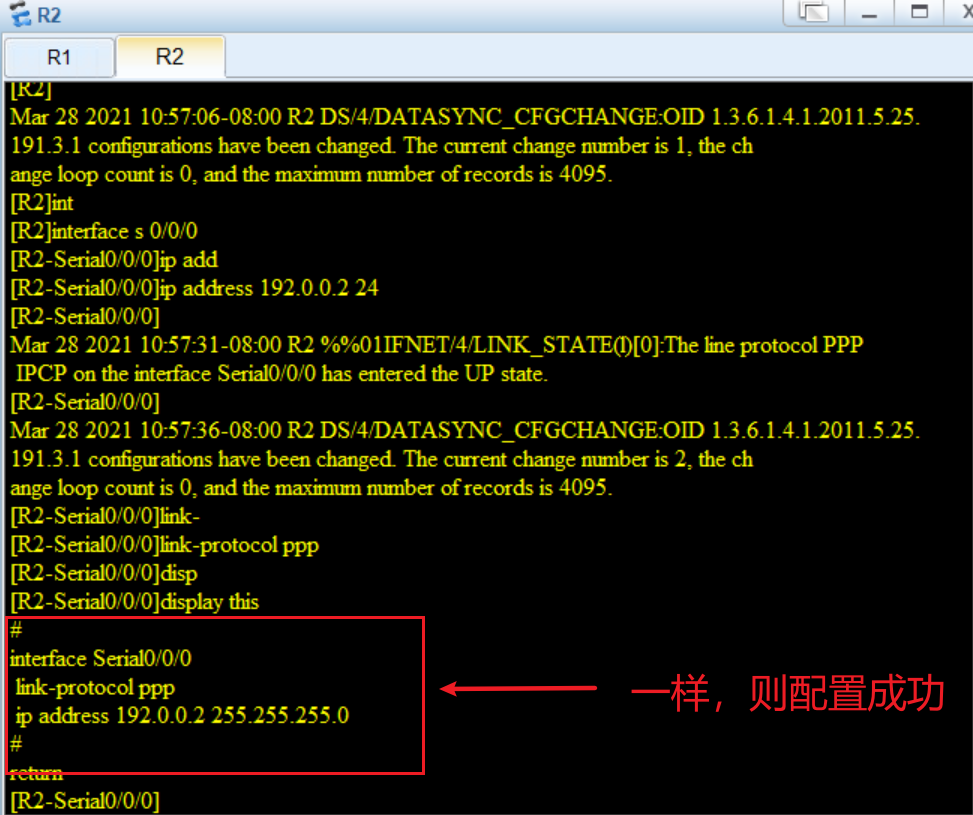 R2
R1
R2
[R2]
Mar 28 2021 10:57:06-08:00 R2 DS/4/DATASYNC_CFGCHANGE:OID 1.3.6.1.4.1.2011.5.25.
191.3.1 configurations have been changed. The current change number is 1, the ch
ange loop count is 0, and the maximum number of records is 4095.
[R2]int
[R2]interface s 0/0/0
[R2-Serial0/0/0]ip add
[R2-Serial0/0/0]ip address 192.0.0.2 24
[R2-Serial0/0/0]
Mar 28 2021 10:57:31-08:00 R2 %%01IFNET/4/LINK_STATE(l)[0]:The line protocol PPP
 IPCP on the interface Serial0/0/0 has entered the UP state.
[R2-Serial0/0/0]
Mar 28 2021 10:57:36-08:00 R2 DS/4/DATASYNC_CFGCHANGE:OID 1.3.6.1.4.1.2011.5.25.
191.3.1 configurations have been changed. The current change number is 2, the ch
ange loop count is 0, and the maximum number of records is 4095.
[R2-Serial0/0/0]link-
[R2-Serial0/0/0]link-protocol ppp
[R2-Serial0/0/0]disp
[R2-Serial0/0/0]display this
#
interface Serial0/0/0
 link-protocol ppp
 ip address 192.0.0.2 255.255.255.0
#
return
[R2-Serial0/0/0]
一样，则配置成功